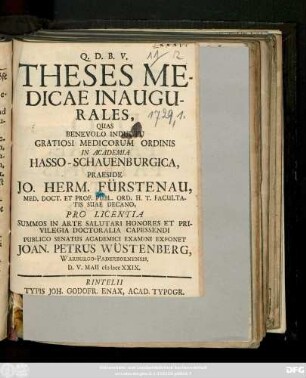 Q. D. B. V.
THESES ME-
DICAE INAUGU-
RALES,
QUAS
BENEVOLO INDULTU
GRATIOSI MEDICORUM ORDINIS
IN ACADEMIA
HASSO-SCHAUENBURGICA,
PRAESIDE
JO. HERM. FÜRSTENAU,
MED. DOCT. ET PROF. PUBL. ORD. H. T. FACULTA-
TIS SUAE DECANO,
PRO LICENTIA
SUMMOS IN ARTE SALUTARI HONORES ET PRI-
VILEGIA DOCTORALIA CAPESSENDI
PUBLICO SENATUS ACADEMICI EXAMINI EXPONET
JOAN. PETRUS WÜSTENBERG,
WARBURGO-PADERBORNENSIS,
D. V. MAII
RINTELII
TYPIS JOH. GODOFR. ENAX, ACAD. TYPOGR.